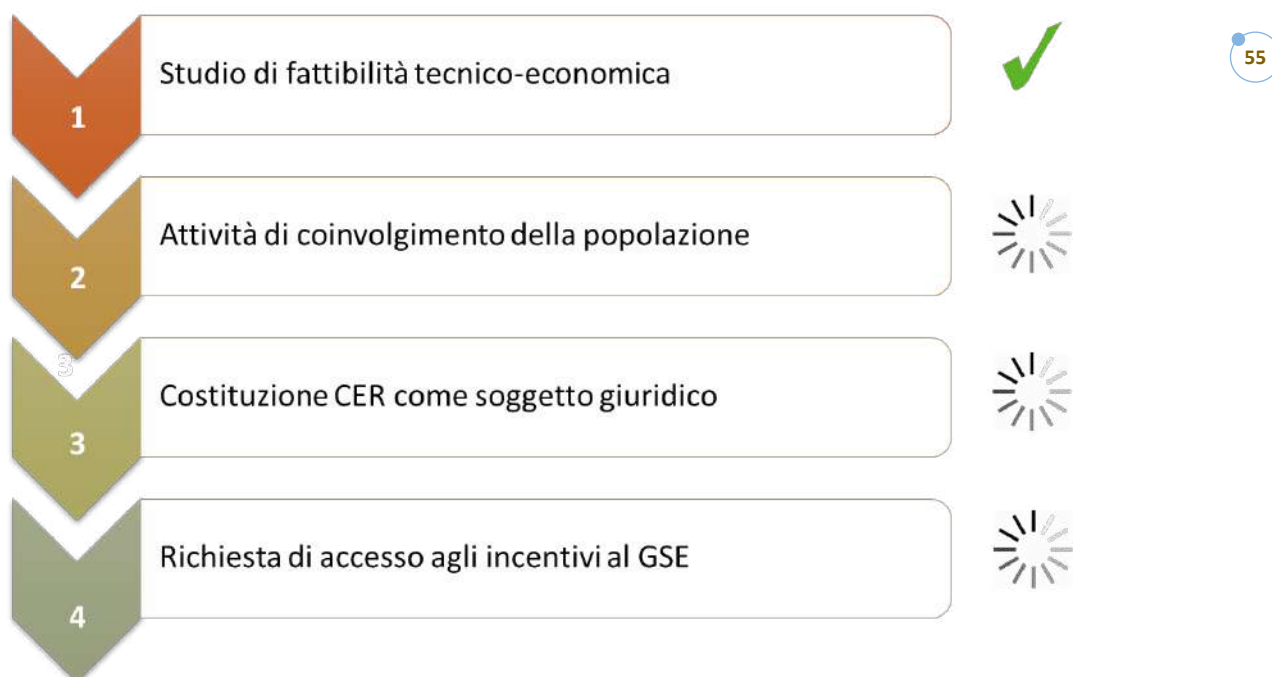 55
1
Studio di fattibilità tecnico-economica
2
Attività di coinvolgimento della popolazione
3
3
Costituzione CER come soggetto giuridico
4
Richiesta di accesso agli incentivi al GSE